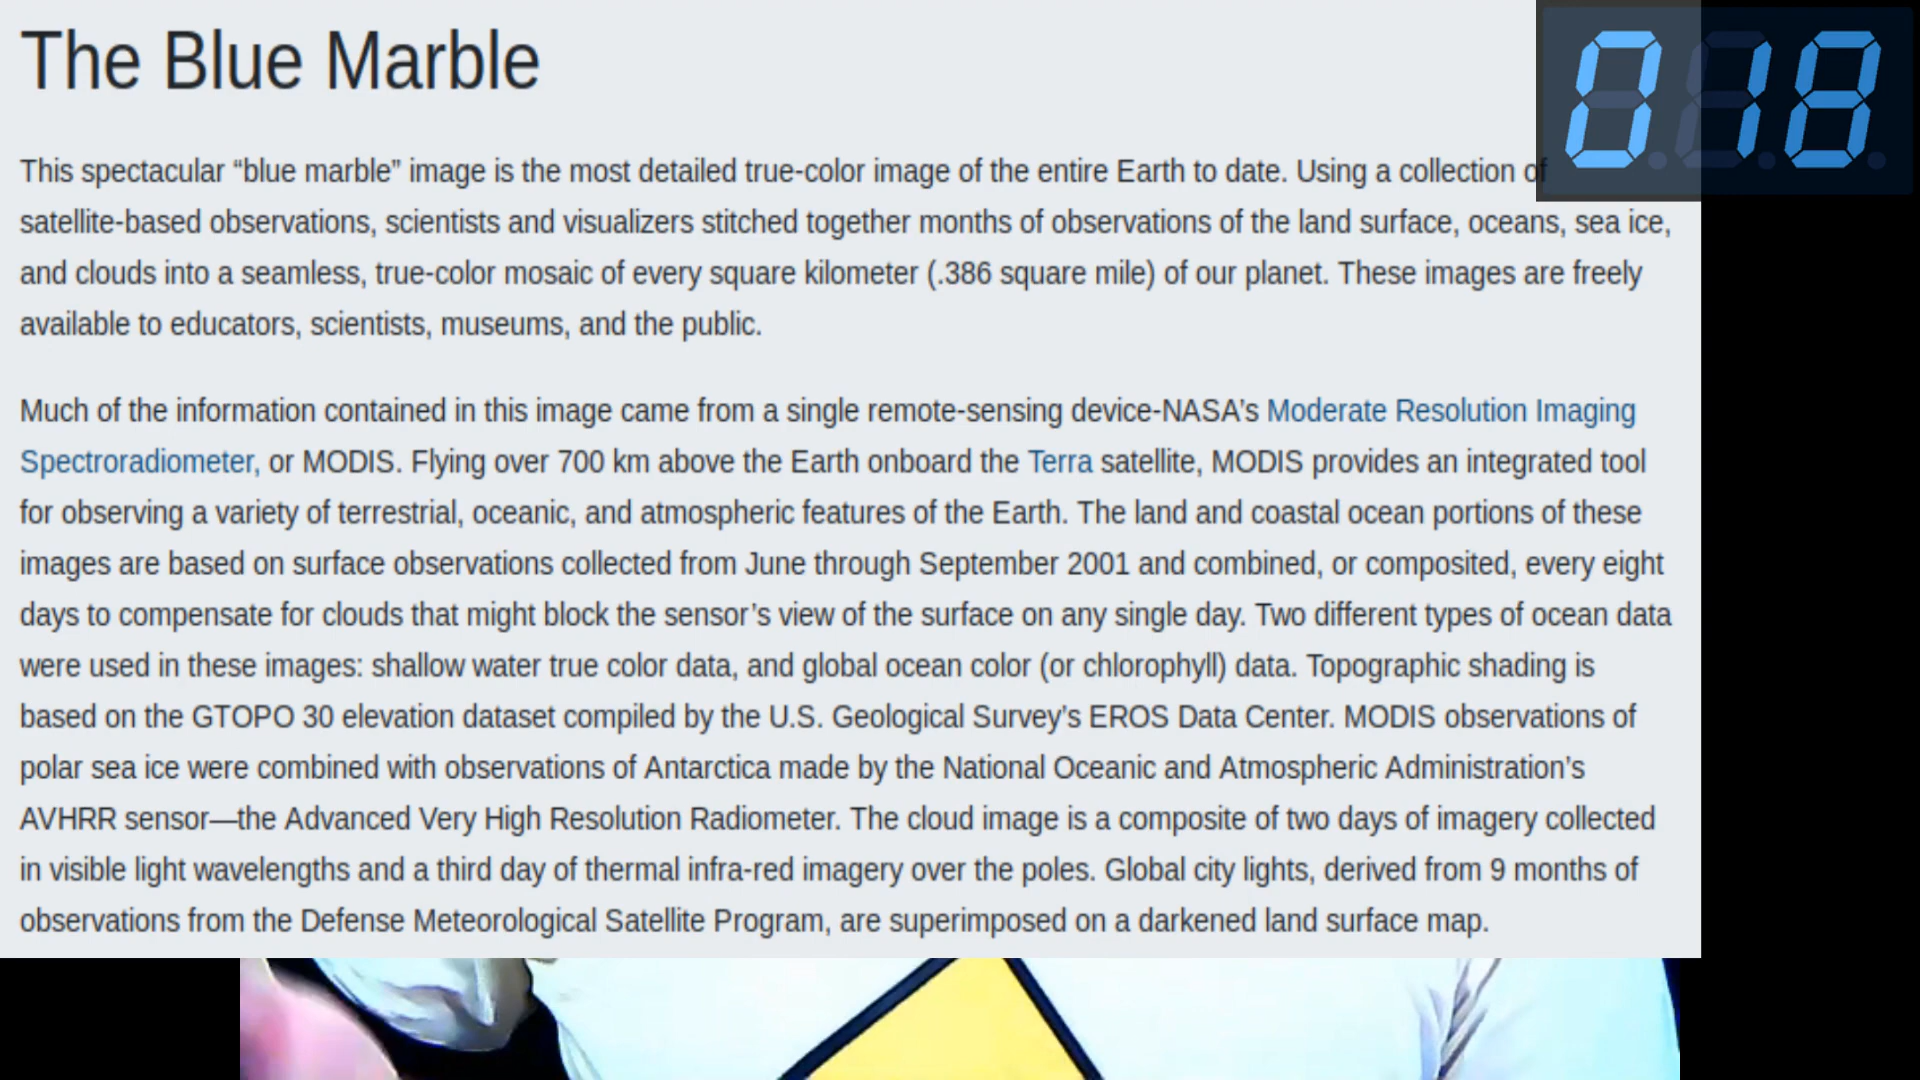 The Blue Marble
018
This spectacular “blue marble” image is the most detailed true-color image of the entire Earth to date. Using a collection of
satellite-based observations, scientists and visualizers stitched together months of observations of the land surface, oceans, sea ice,
and clouds into a seamless, true-color mosaic of every square kilometer (.386 square mile) of our planet. These images are freely
available to educators, scientists, museums, and the public.
Much of the information contained in this image came from a single remote-sensing device-NASA’s Moderate Resolution Imaging
Spectroradiometer, or MODIS. Flying over 700 km above the Earth onboard the Terra satellite, MODIS provides an integrated tool
for observing a variety of terrestrial, oceanic, and atmospheric features of the Earth. The land and coastal ocean portions of these
images are based on surface observations collected from June through September 2001 and combined, or composited, every eight
days to compensate for clouds that might block the sensor’s view of the surface on any single day. Two different types of ocean data
were used in these images: shallow water true color data, and global ocean color (or chlorophyll) data. Topographic shading is
based on the GTOPO 30 elevation dataset compiled by the U.S. Geological Survey’s EROS Data Center. MODIS observations of
polar sea ice were combined with observations of Antarctica made by the National Oceanic and Atmospheric Administration’s
AVHRR sensor—the Advanced Very High Resolution Radiometer. The cloud image is a composite of two days of imagery collected
in visible light wavelengths and a third day of thermal infra-red imagery over the poles. Global city lights, derived from 9 months of
observations from the Defense Meteorological Satellite Program, are superimposed on a darkened land surface map.